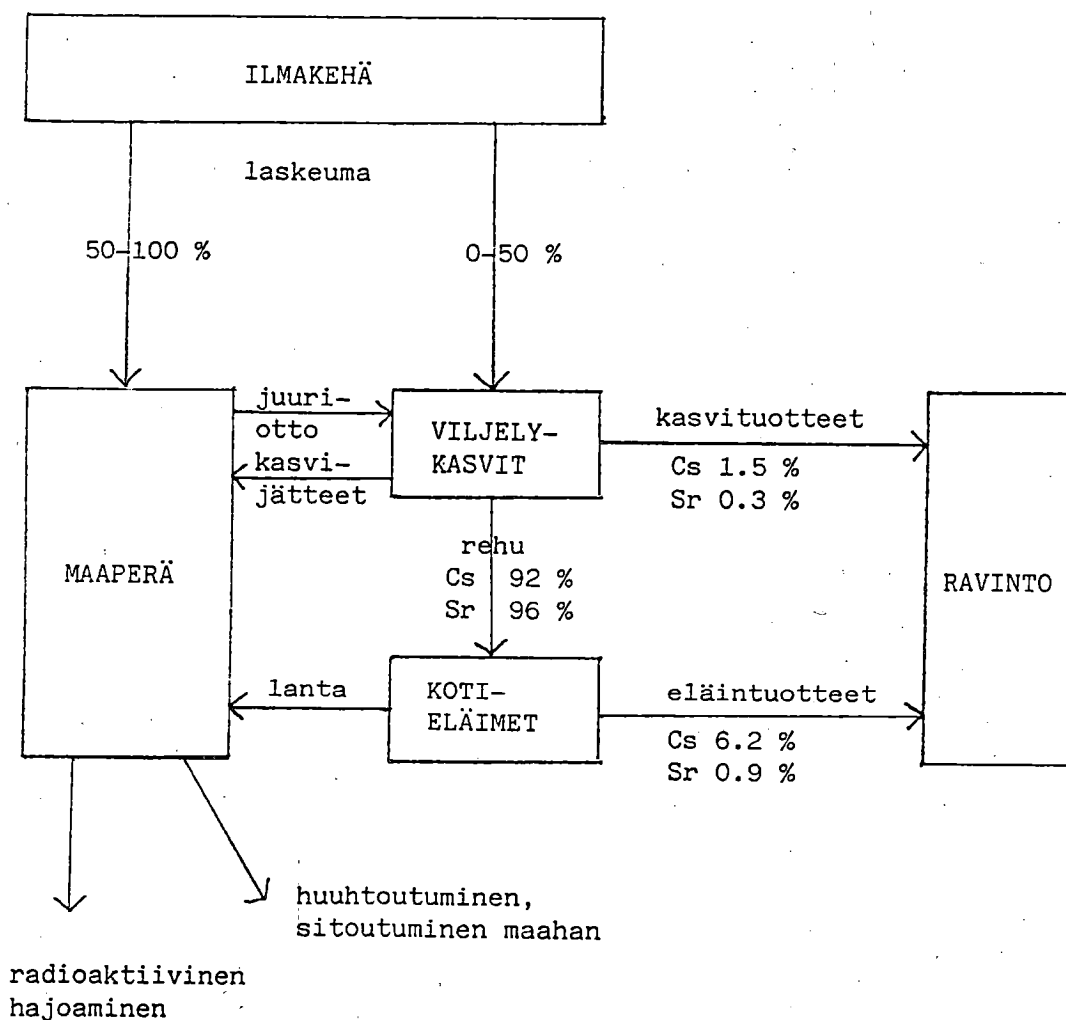 ILMAKEHÄ
laskeuma
50-100 %
0-50 %
juuri-
otto
kasvi-
jätteet
VILJELY-
KASVIT
kasvituotteet
Cs 1.5 %
Sr 0.3 %
MAAPERÄ
rehu
Cs 92 %
Sr 96 %
RAVINTO
lanta
KOTI-
ELÄIMET
eläintuotteet
Cs 6.2 %
Sr 0.9 %
huuhtoutuminen,
sitoutuminen maahan
radioaktiivinen
hajoaminen